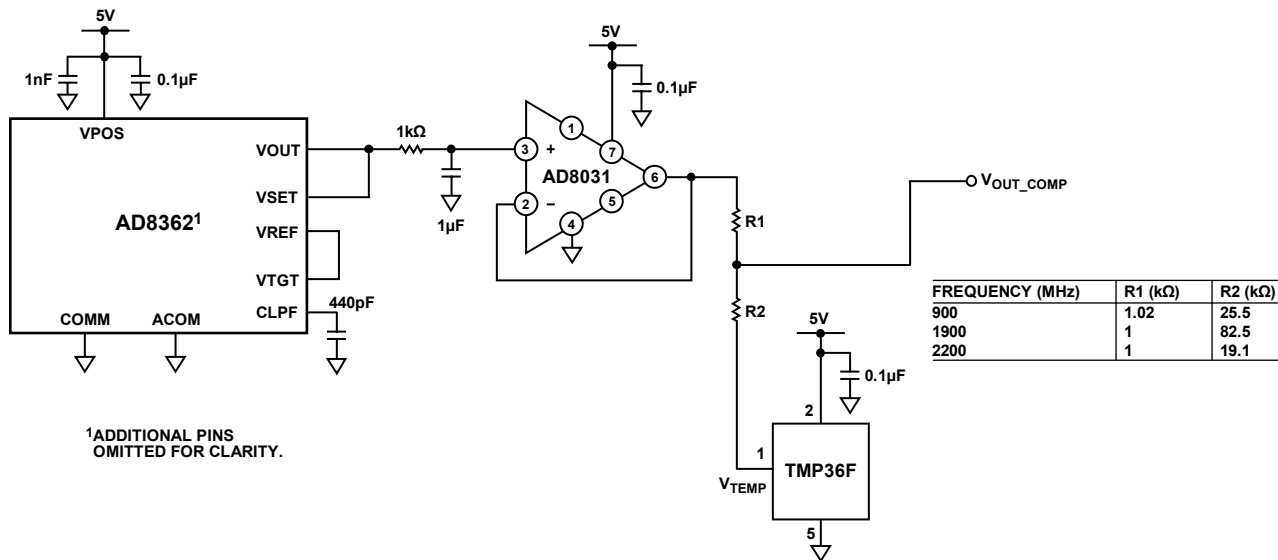 5V
1nF
0.1µF
VPOS
VOUT
VSET
AD8362¹
VREF
VTGT
CLPF
COMM
ACOM
440pF
1kΩ
1µF
5V
0.1µF
3
+
1
7
AD8031
6
2
–
5
4
R1
R2
VOUT_COMP
5V
0.1µF
2
1
TMP36F
VTEMP
5
FREQUENCY (MHz) R1 (kΩ) R2 (kΩ)
900 1.02 25.5
1900 1 82.5
2200 1 19.1
¹ADDITIONAL PINS
OMITTED FOR CLARITY.